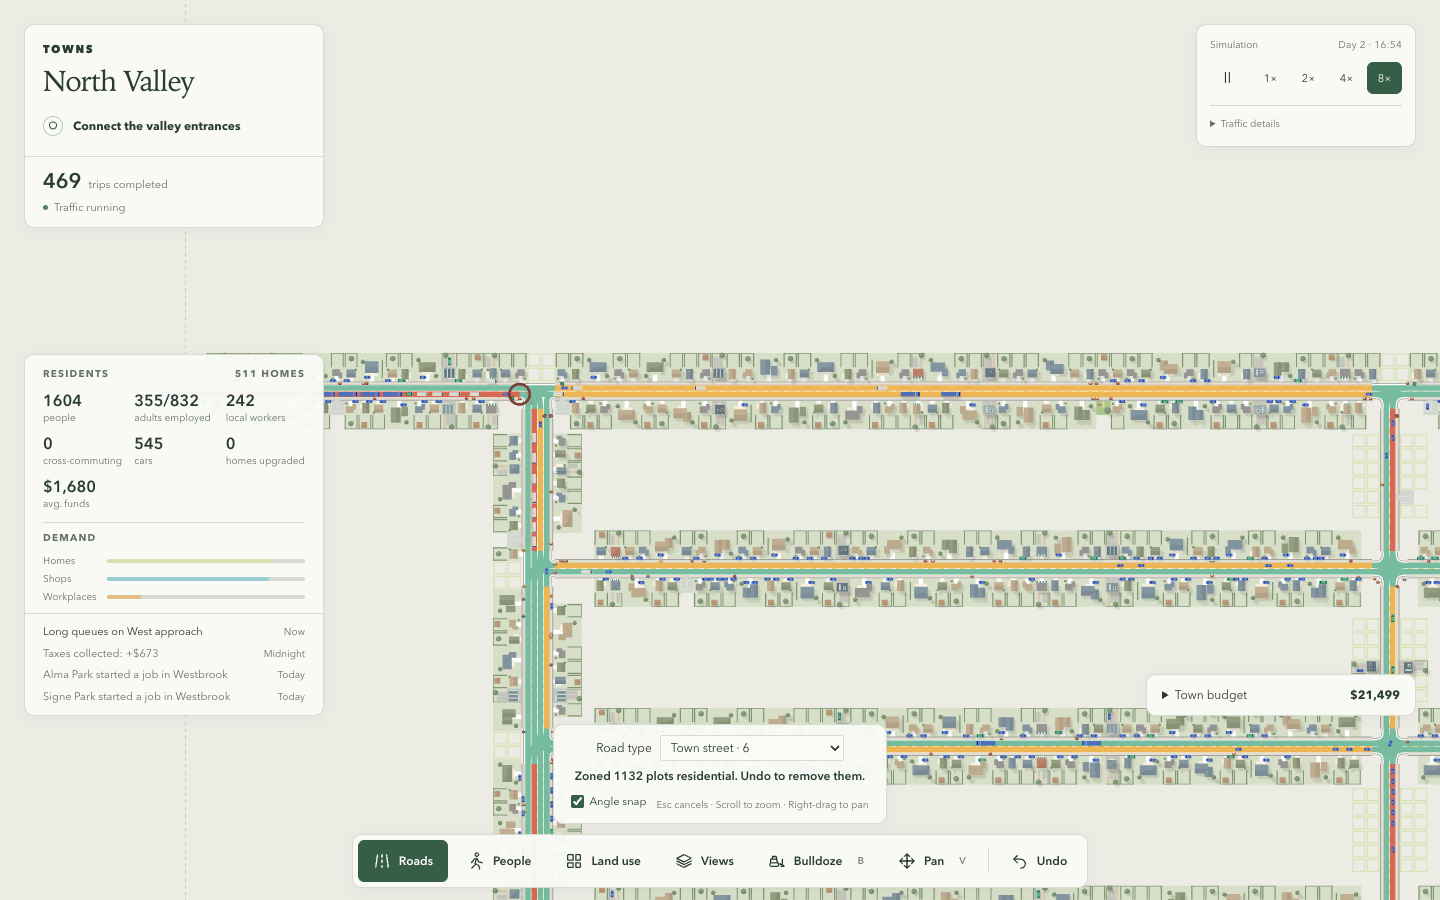 TOWNS
North Valley
Connect the valley entrances
469 trips completed
Traffic running
Simulation Day 2 · 16:54
1× 2× 4× 8×
Traffic details
RESIDENTS 511 HOMES
1604 355/832 242
people adults employed local workers
0 545 0
cross-commuting cars homes upgraded
$1,680
avg. funds
DEMAND
Homes
Shops
Workplaces
Long queues on West approach Now
Taxes collected: +$673 Midnight
Alma Park started a job in Westbrook Today
Signe Park started a job in Westbrook Today
Town budget $21,499
Road type Town street · 6
Zoned 1132 plots residential. Undo to remove them.
Angle snap Esc cancels · Scroll to zoom · Right-drag to pan
Roads People Land use Views Bulldoze B Pan V Undo